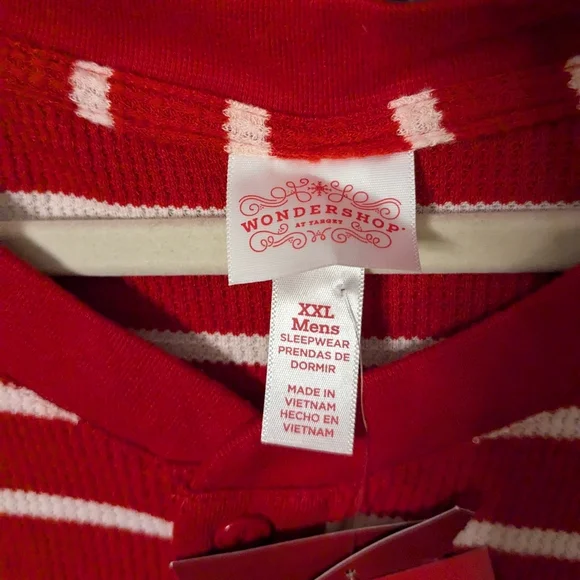 WONDERSHOP
AT TARGET
XXL
Mens
SLEEPWEAR
PRENDAS DE
DORMIR
MADE IN
VIETNAM
HECHO EN
VIETNAM